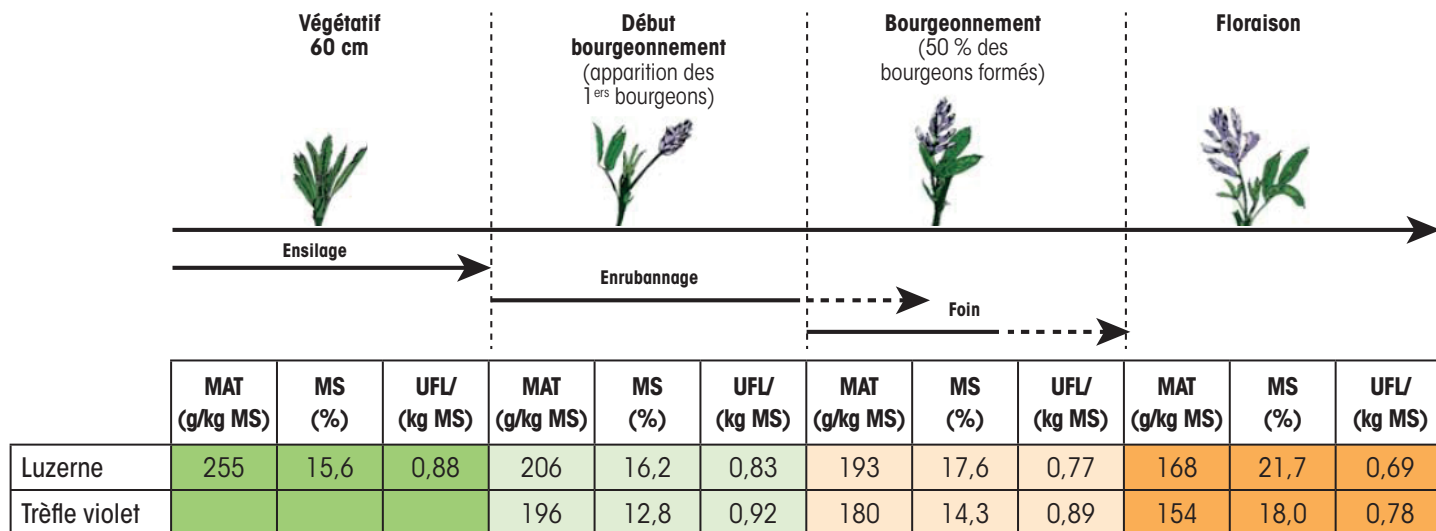 Végétatif
60 cm
Début
bourgeonnement
(apparition des
1ers bourgeons)
Bourgeonnement
(50 % des
bourgeons formés)
Floraison
Ensilage
Enrubannage
Foin
MAT
(g/kg MS)
MS
(%)
UFL/
(kg MS)
MAT
(g/kg MS)
MS
(%)
UFL/
(kg MS)
MAT
(g/kg MS)
MS
(%)
UFL/
(kg MS)
MAT
(g/kg MS)
MS
(%)
UFL/
(kg MS)
Luzerne 255 15,6 0,88 206 16,2 0,83 193 17,6 0,77 168 21,7 0,69
Trèfle violet 196 12,8 0,92 180 14,3 0,89 154 18,0 0,78